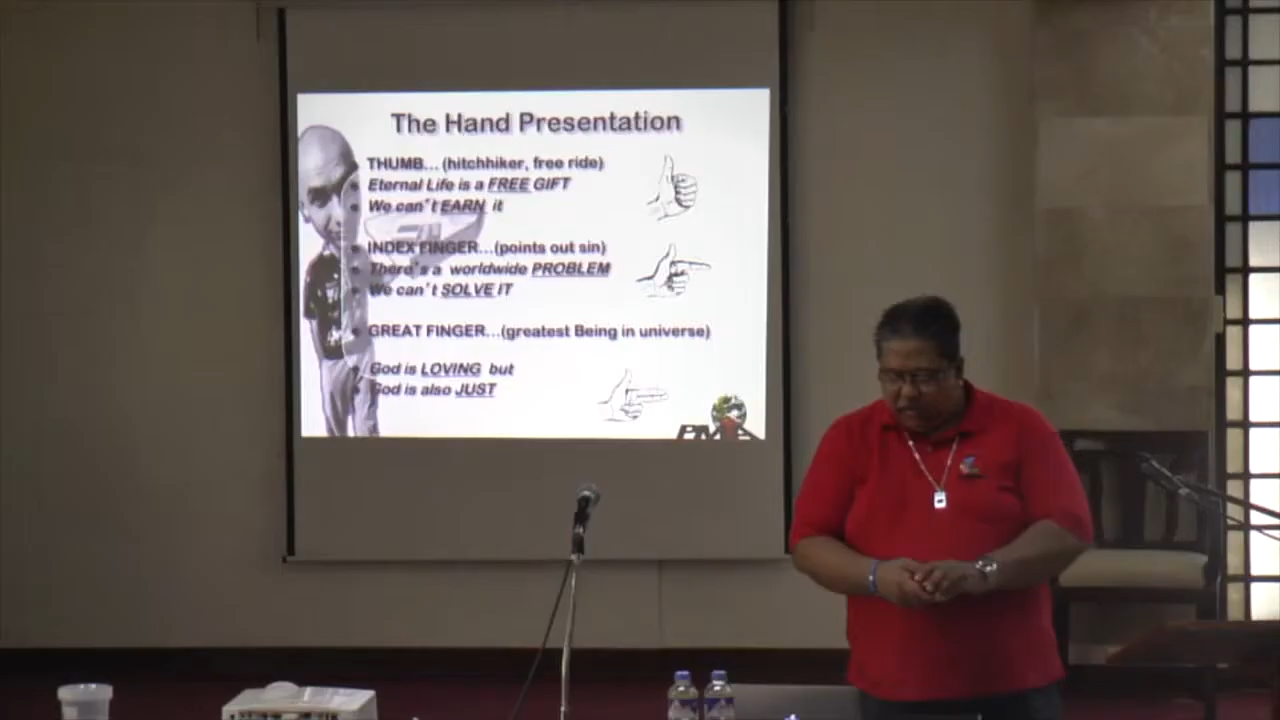 The Hand Presentation
THUMB... (hitchhiker, free ride)
Eternal Life is a FREE GIFT
We can't EARN it
INDEX FINGER...(points out sin)
There's a worldwide PROBLEM
We can't SOLVE IT
GREAT FINGER...(greatest Being in universe)
God is LOVING but
God is also JUST